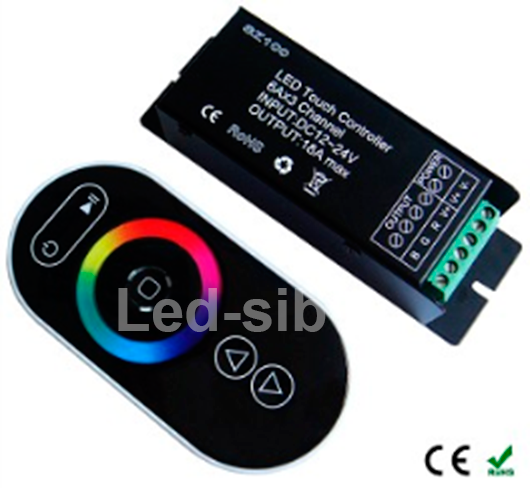 az100
LED Touch Controller
6Ax3 Channel
INPUT:DC12~24V
OUTPUT:18A max
CE RoHS
OUTPUT POWER
B G R V+ V+ V-
Led-sib
CE RoHS